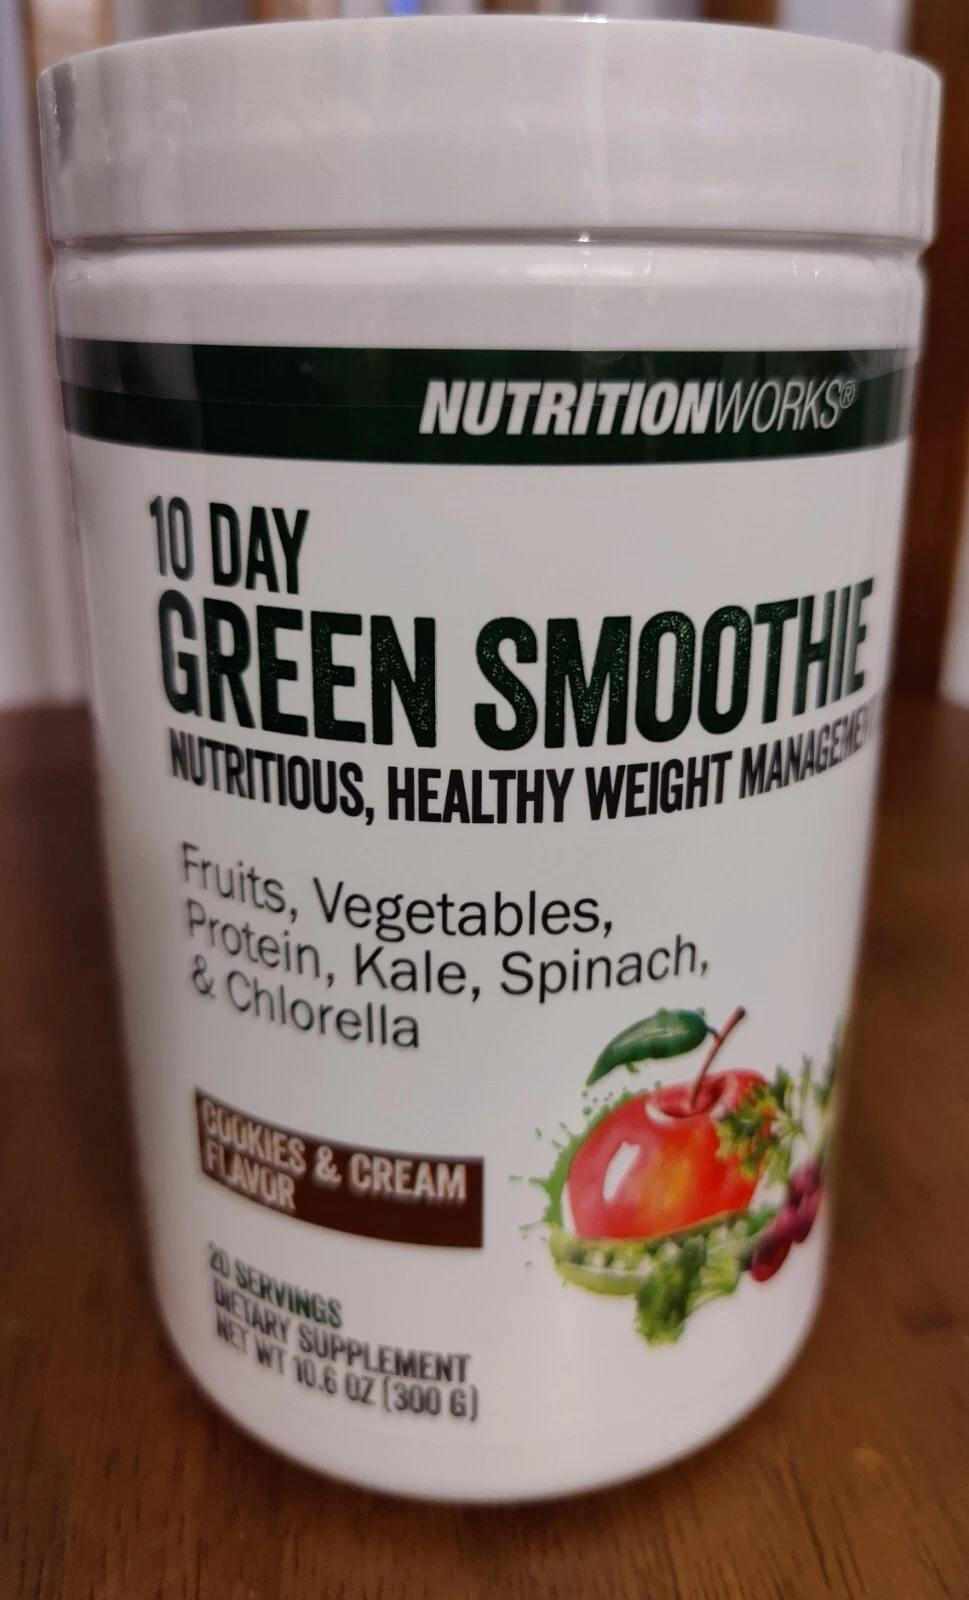 NUTRITIONWORKS®
10 DAY
GREEN SMOOTHIE
NUTRITIOUS, HEALTHY WEIGHT MANAGEMENT
Fruits, Vegetables,
Protein, Kale, Spinach,
& Chlorella
COOKIES & CREAM
FLAVOR
20 SERVINGS
DIETARY SUPPLEMENT
NET WT 10.6 OZ (300 G)